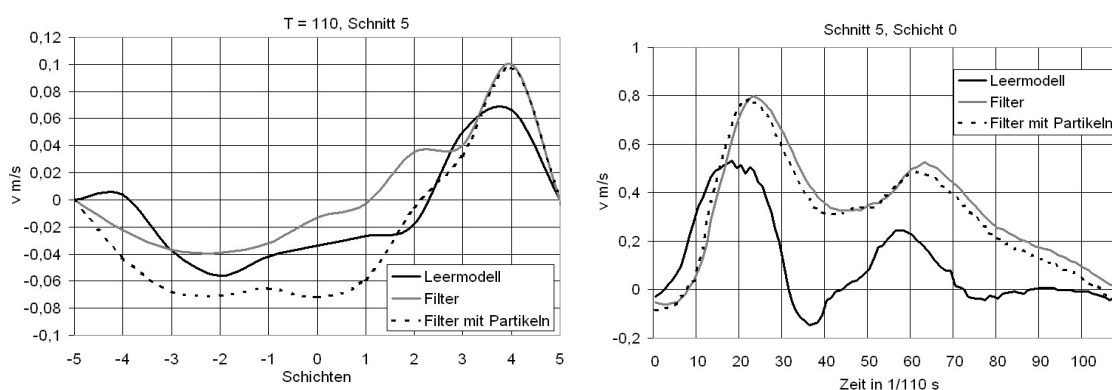 T = 110, Schnitt 5
0,12
0,1
0,08
0,06
0,04
0,02
0
-0,02
-0,04
-0,06
-0,08
-0,1
v m/s
Leermodell
Filter
Filter mit Partikeln
-5 -4 -3 -2 -1 0 1 2 3 4 5
Schichten
Schnitt 5, Schicht 0
1
0,8
0,6
0,4
0,2
0
-0,2
v m/s
Leermodell
Filter
Filter mit Partikeln
0 10 20 30 40 50 60 70 80 90 100
Zeit in 1/110 s